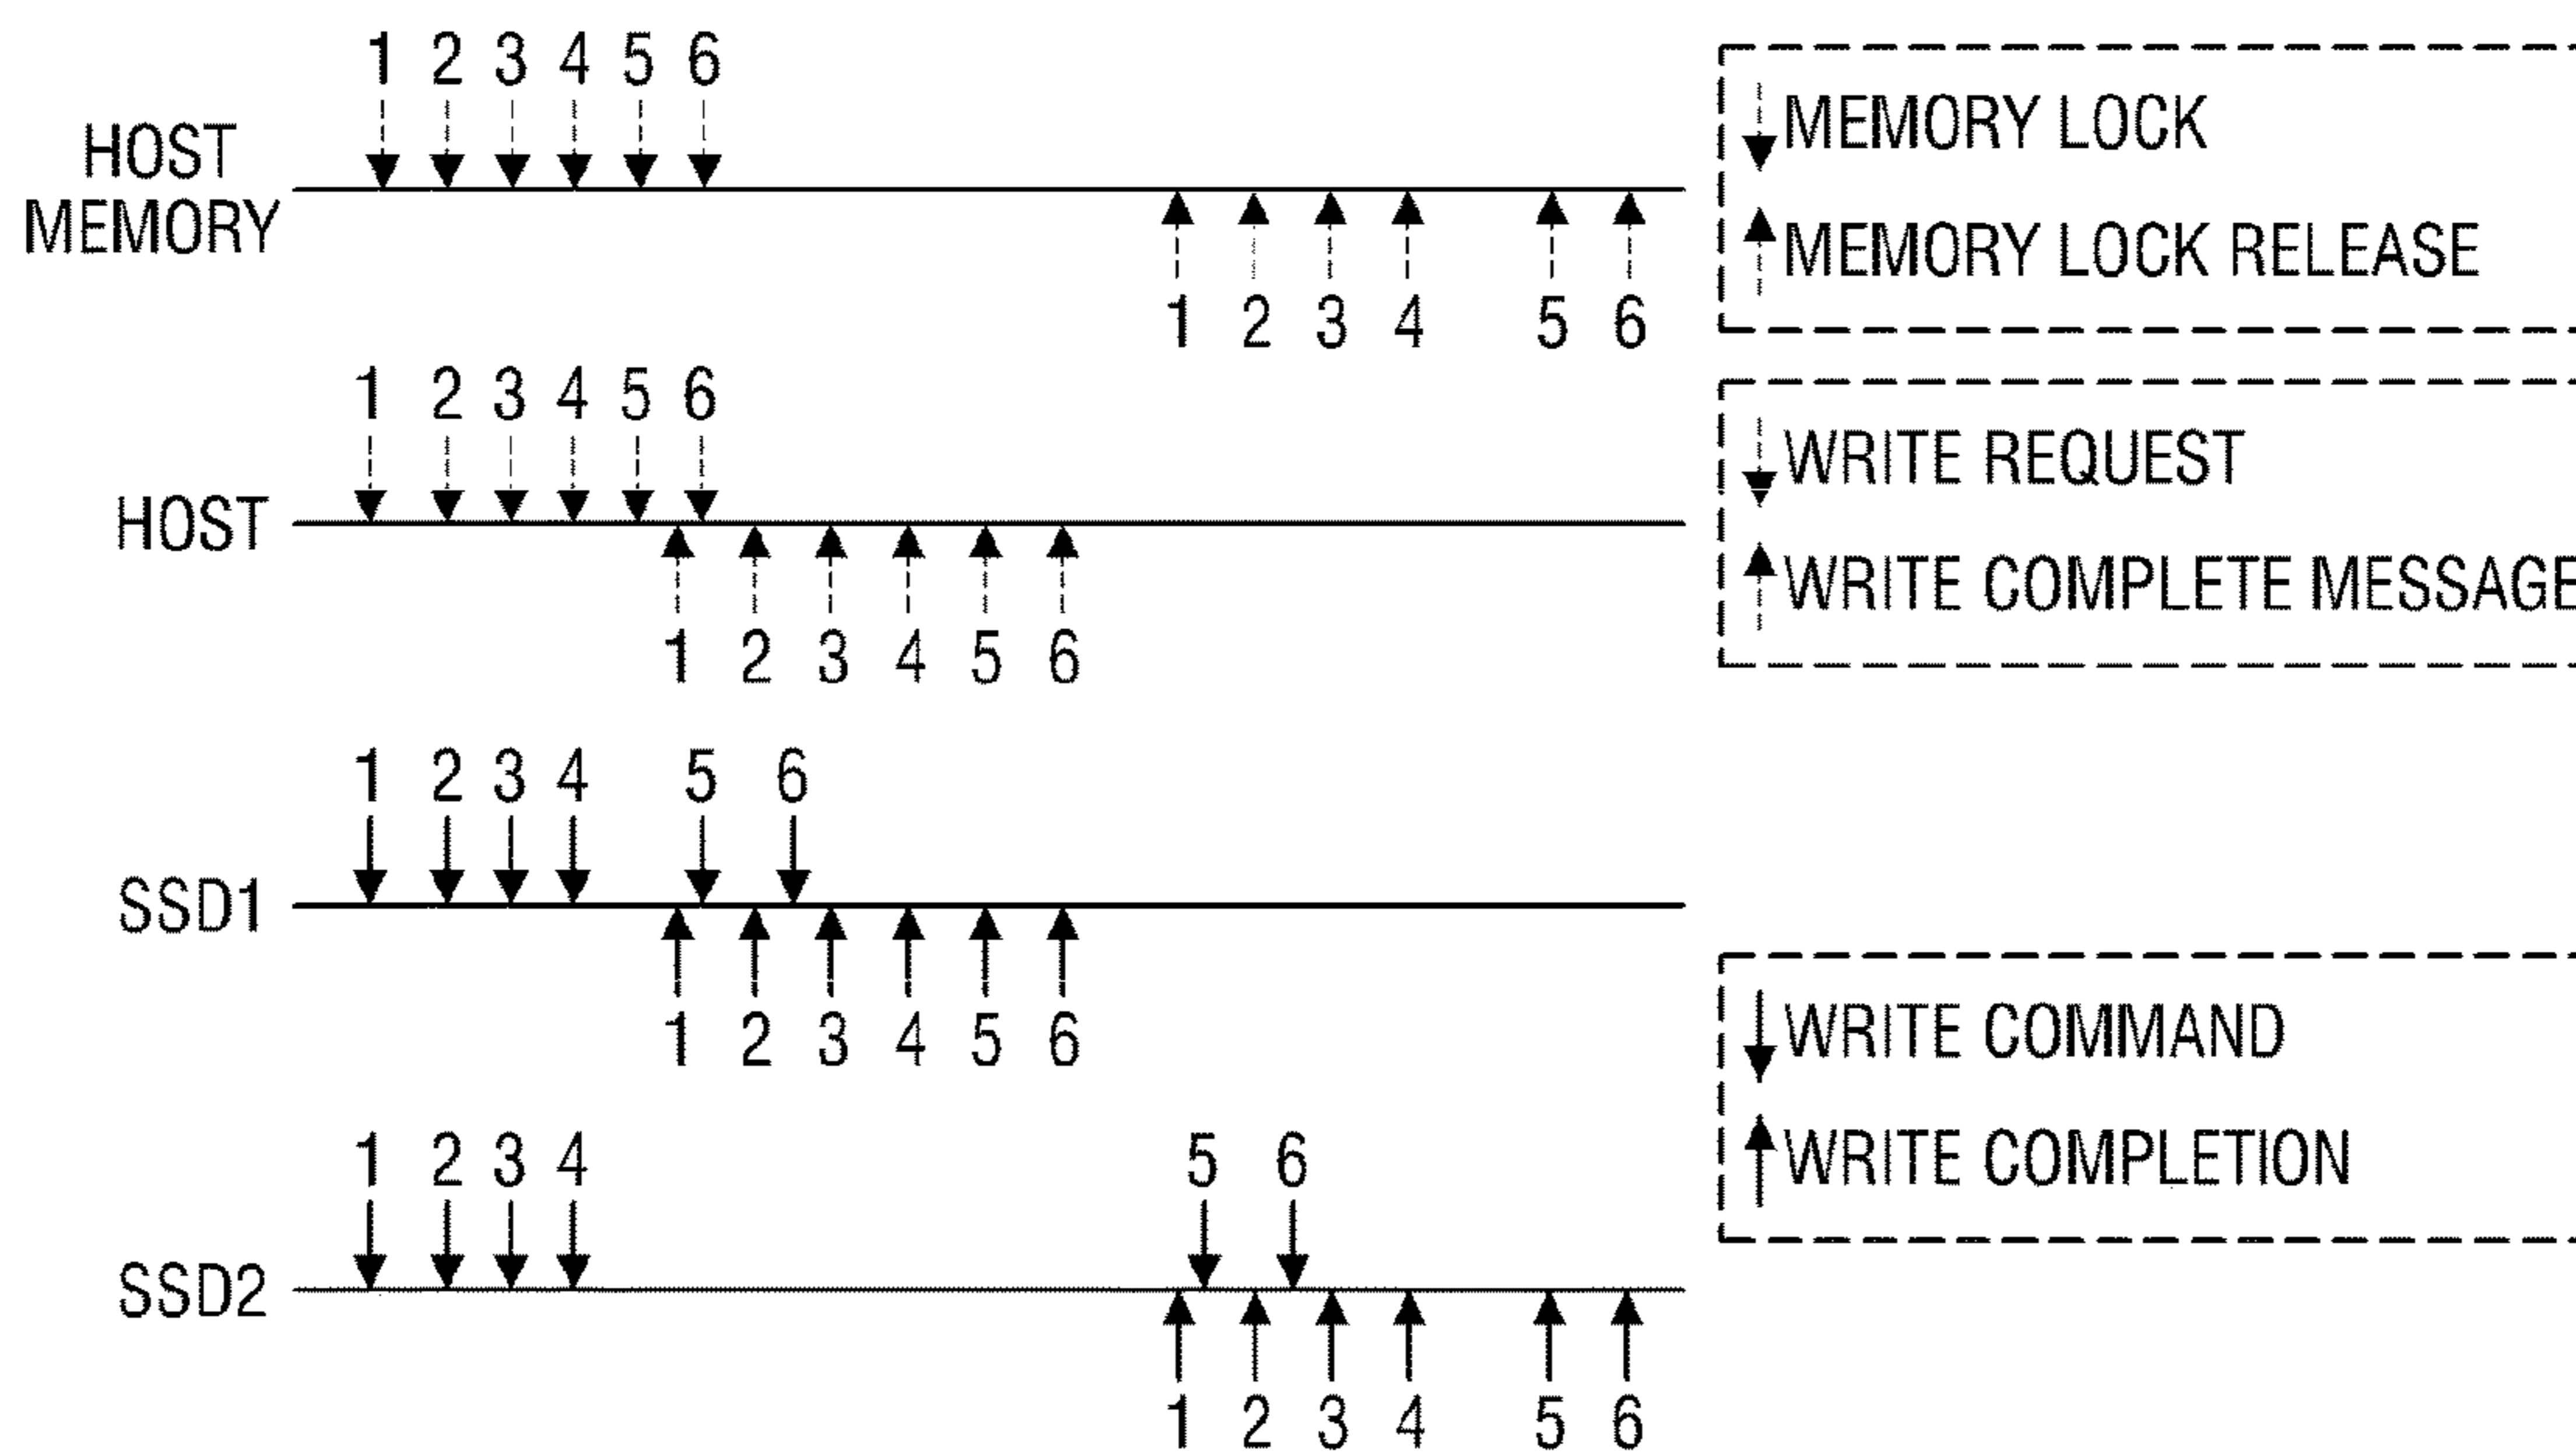 1 2 3 4 5 6
HOST
MEMORY
1 2 3 4 5 6
MEMORY LOCK
MEMORY LOCK RELEASE
1 2 3 4 5 6
HOST
1 2 3 4 5 6
WRITE REQUEST
WRITE COMPLETE MESSAGE
1 2 3 4 5 6
SSD1
1 2 3 4 5 6
WRITE COMMAND
WRITE COMPLETION
1 2 3 4 5 6
SSD2
1 2 3 4 5 6